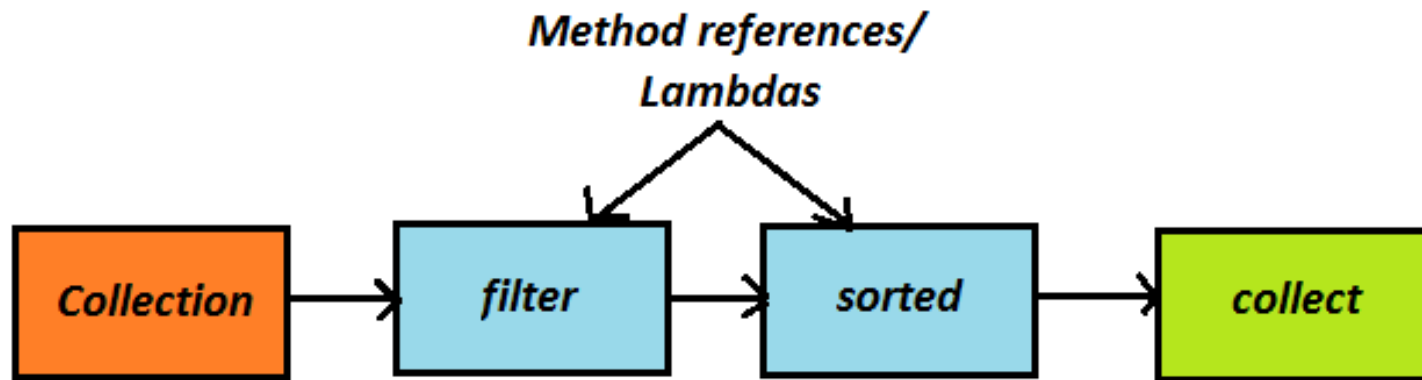 Method references/
Lambdas
Collection
filter
sorted
collect